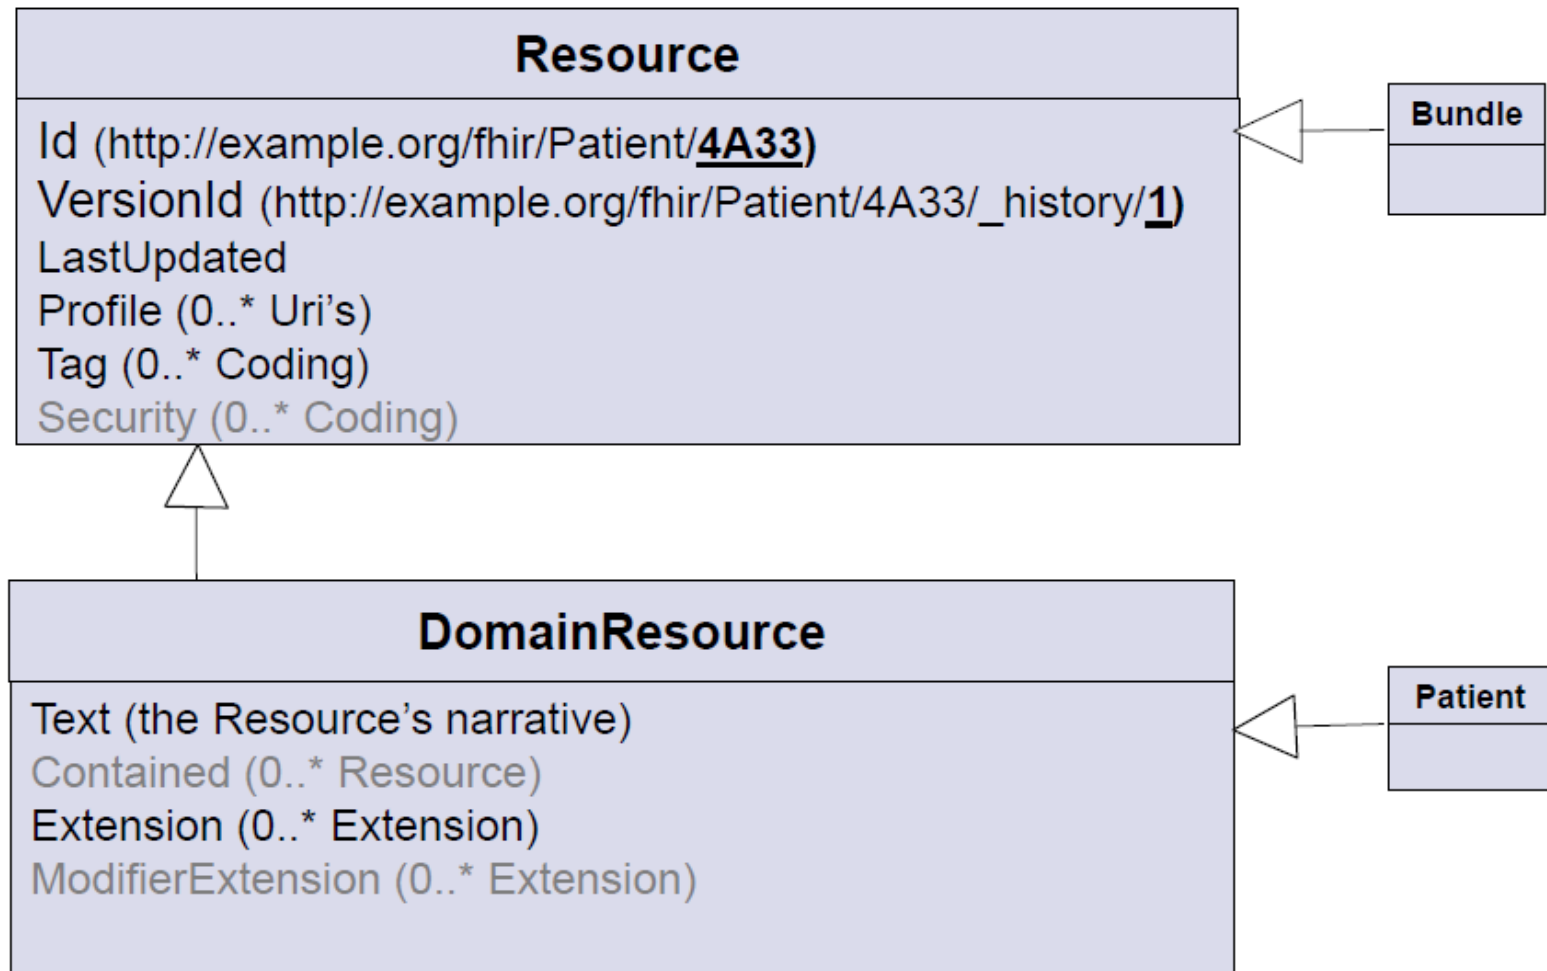 Resource
Id (http://example.org/fhir/Patient/4A33)
VersionId (http://example.org/fhir/Patient/4A33/_history/1)
LastUpdated
Profile (0..* Uri’s)
Tag (0..* Coding)
Security (0..* Coding)
Bundle
DomainResource
Text (the Resource’s narrative)
Contained (0..* Resource)
Extension (0..* Extension)
ModifierExtension (0..* Extension)
Patient